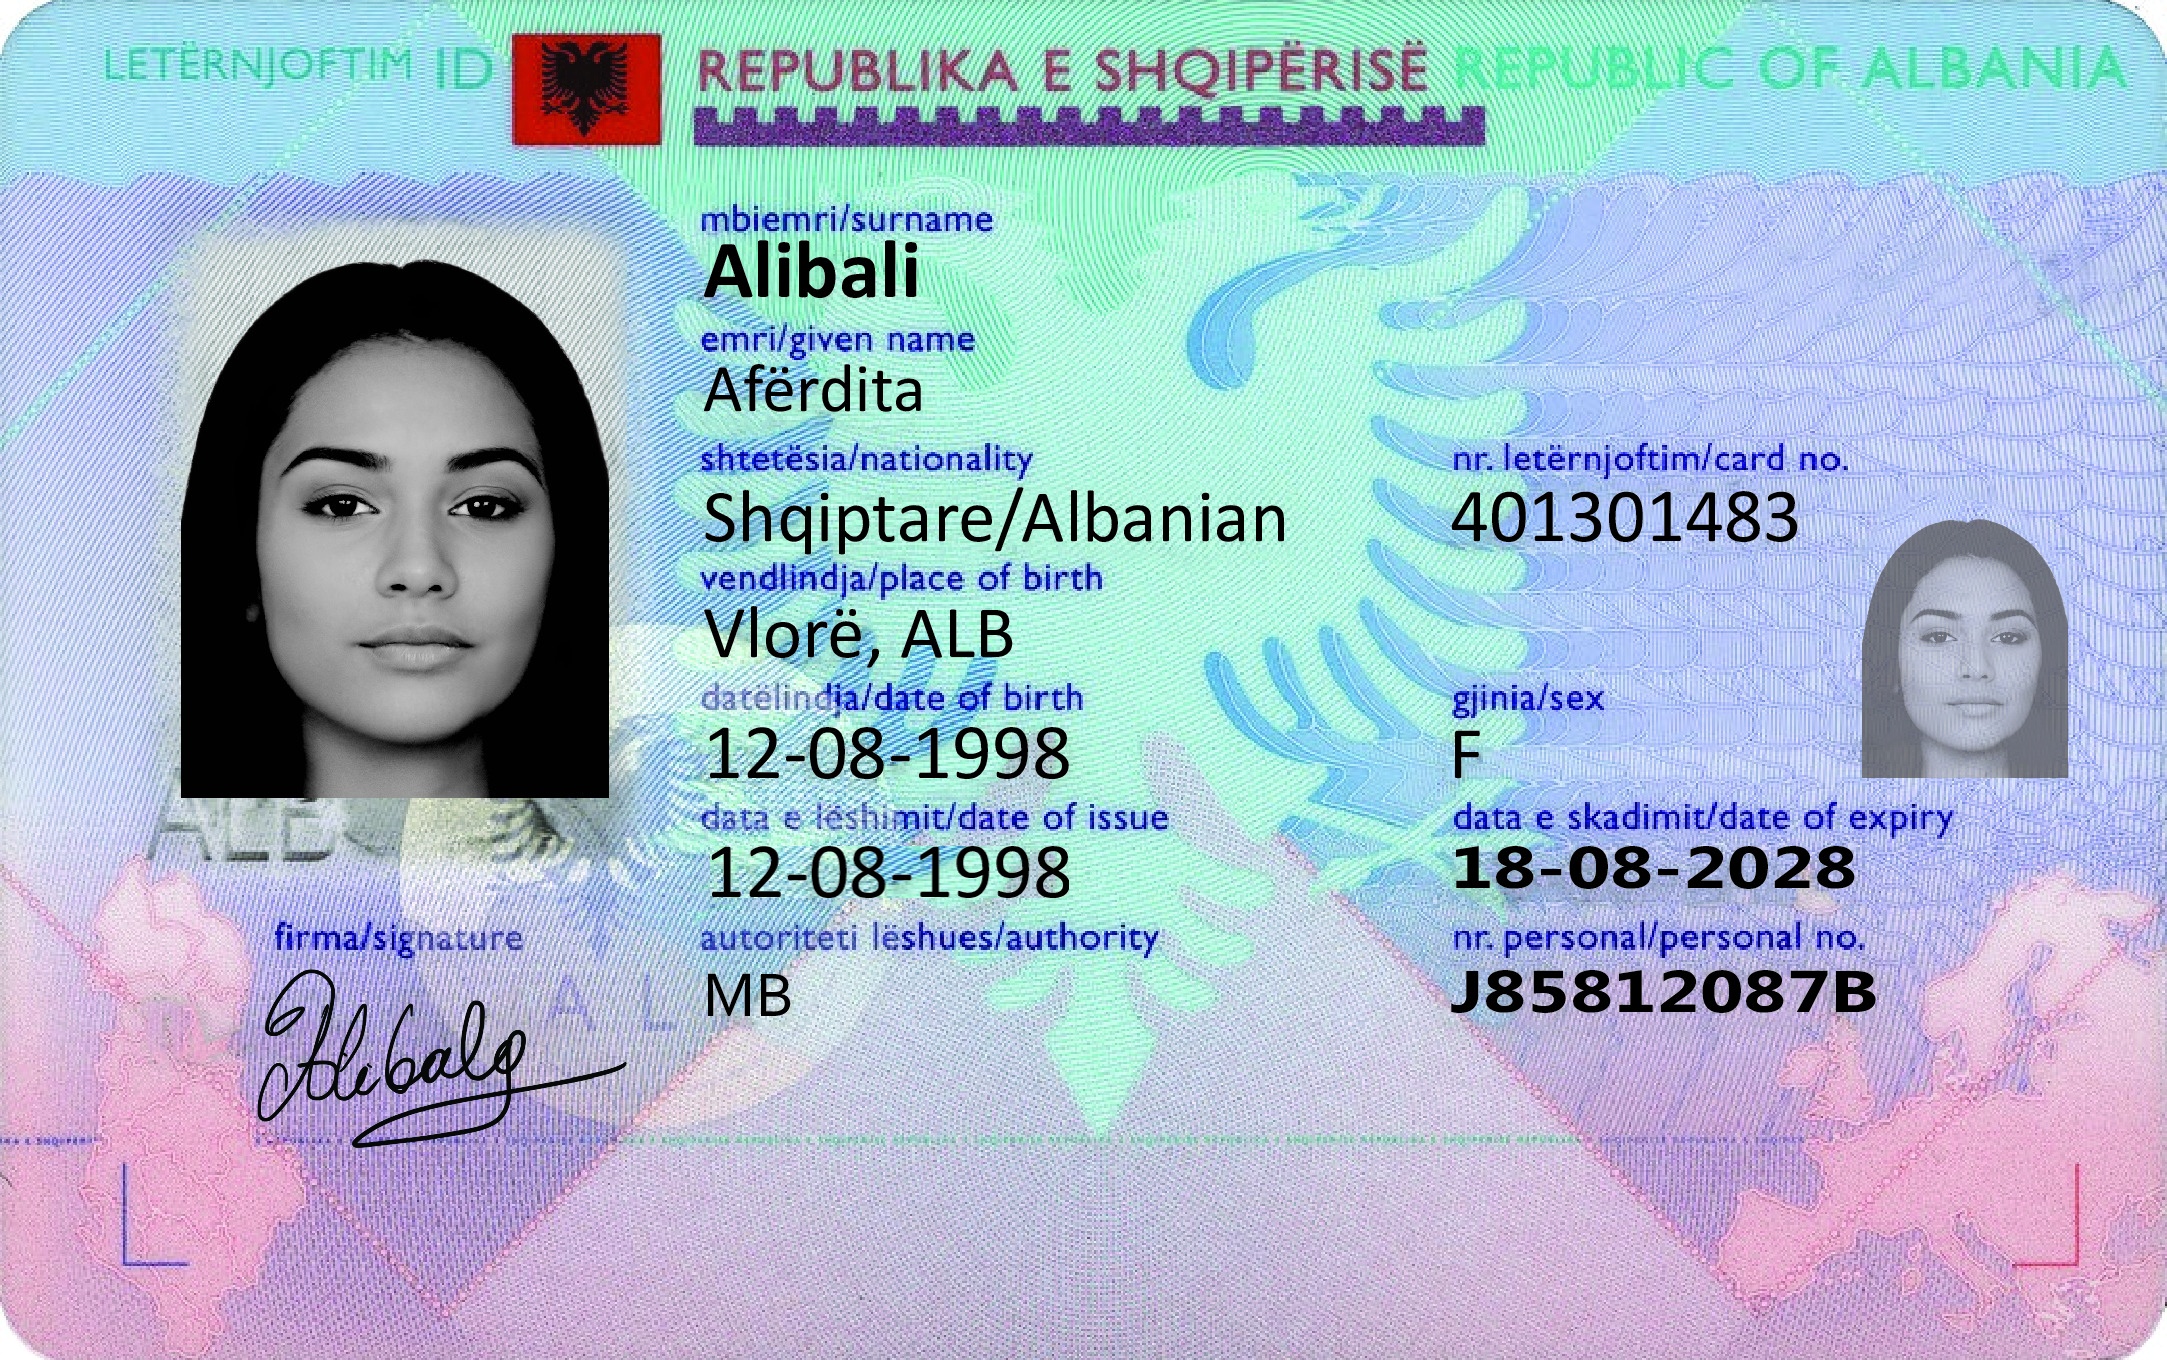 LETËRNJOFTIM ID REPUBLIKA E SHQIPËRISË REPUBLIC OF ALBANIA
mbiemri/surname
Alibali
emri/given name
Afërdita
shtetësia/nationality
Shqiptare/Albanian
nr. letërnjoftim/card no.
401301483
vendlindja/place of birth
Vlorë, ALB
datëlindja/date of birth
12-08-1998
gjinia/sex
F
data e lëshimit/date of issue
12-08-1998
data e skadimit/date of expiry
18-08-2028
autoriteti lëshues/authority
MB
nr. personal/personal no.
J85812087B
ALB
firma/signature
A L